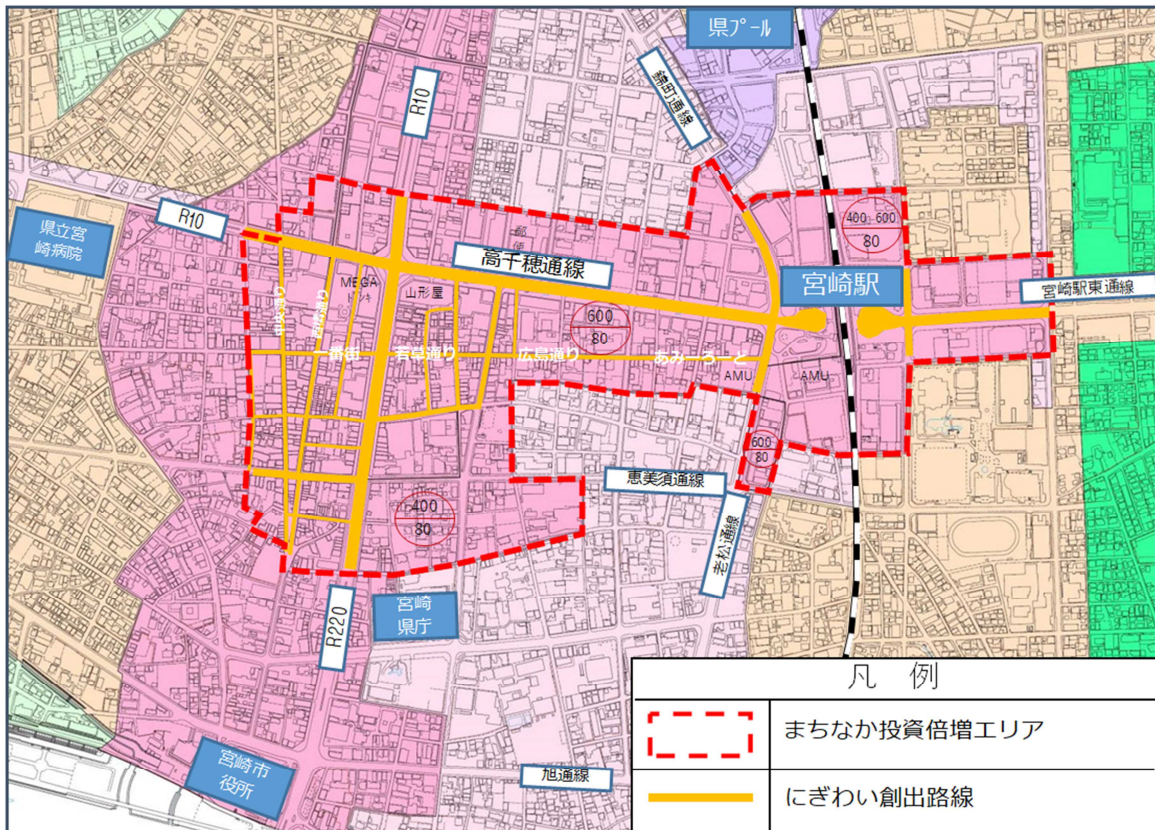 県プール
錦町通線
R10
R10
県立宮
崎病院
郵
便
高千穂通線
400 600
80
宮崎駅
宮崎駅東通線
MEGA
ドンキ
山形屋
600
80
一番街
若草通り
広島通り
あみーろーど
AMU
AMU
600
80
恵美須通線
老松通線
400
80
宮崎
県庁
R220
宮崎市
役所
旭通線
凡 例
まちなか投資倍増エリア
にぎわい創出路線